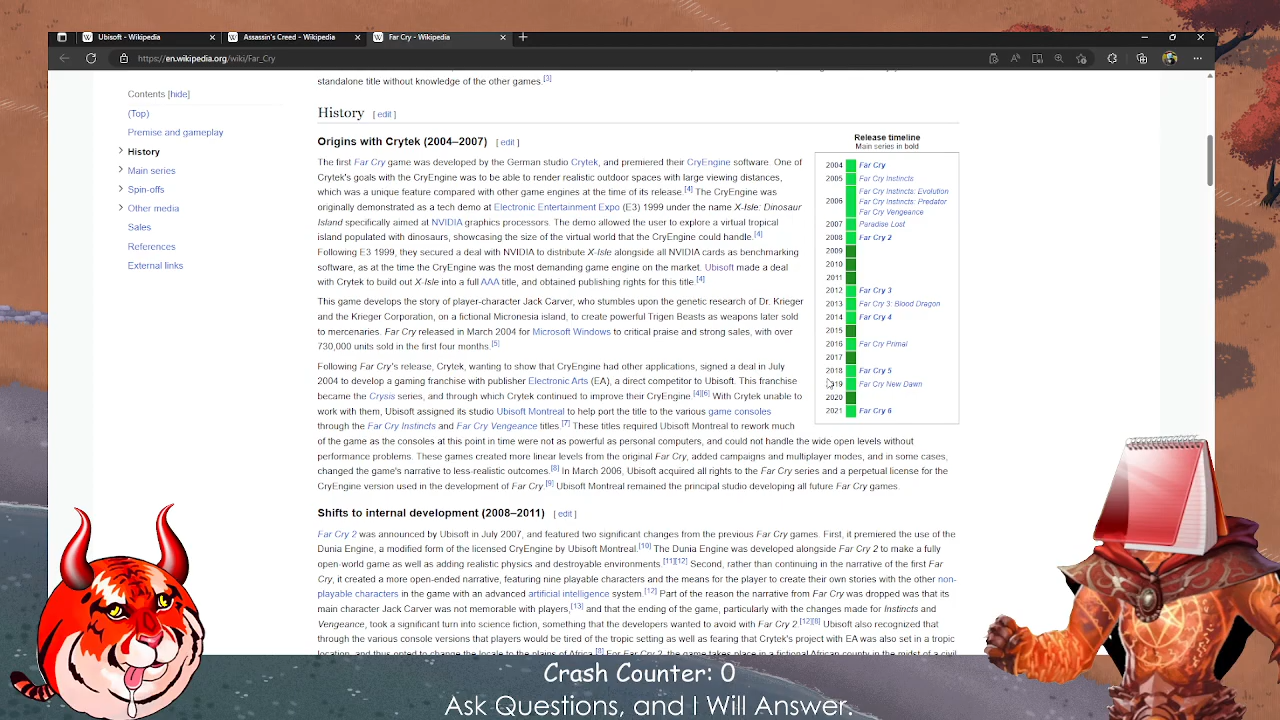 Ubisoft - Wikipedia
Assassin's Creed - Wikipedia
Far Cry - Wikipedia
https://en.wikipedia.org/wiki/Far_Cry
standalone title without knowledge of the other games.[3]
Contents [hide]
(Top)
Premise and gameplay
History
Main series
Spin-offs
Other media
Sales
References
External links
History [ edit ]
Origins with Crytek (2004–2007) [ edit ]
The first Far Cry game was developed by the German studio Crytek, and premiered their CryEngine software. One of
Crytek's goals with the CryEngine was to be able to render realistic outdoor spaces with large viewing distances,
which was a unique feature compared with other game engines at the time of its release.[4] The CryEngine was
originally demonstrated as a tech demo at Electronic Entertainment Expo (E3) 1999 under the name X-Isle: Dinosaur
Island specifically aimed at NVIDIA graphics processors. The demo allowed the user to explore a virtual tropical
island populated with dinosaurs, showcasing the size of the virtual world that the CryEngine could handle.[4]
Following E3 1999, they secured a deal with NVIDIA to distribute X-Isle alongside all NVIDIA cards as benchmarking
software, as at the time the CryEngine was the most demanding game engine on the market. Ubisoft made a deal
with Crytek to build out X-Isle into a full AAA title, and obtained publishing rights for this title.[4]
This game develops the story of player-character Jack Carver, who stumbles upon the genetic research of Dr. Krieger
and the Krieger Corporation, on a fictional Micronesia island, to create powerful Trigen Beasts as weapons later sold
to mercenaries. Far Cry released in March 2004 for Microsoft Windows to critical praise and strong sales, with over
730,000 units sold in the first four months.[5]
Following Far Cry's release, Crytek, wanting to show that CryEngine had other applications, signed a deal in July
2004 to develop a gaming franchise with publisher Electronic Arts (EA), a direct competitor to Ubisoft. This franchise
became the Crysis series, and through which Crytek continued to improve their CryEngine.[4][6] With Crytek unable to
work with them, Ubisoft assigned its studio Ubisoft Montreal to help port the title to the various game consoles
through the Far Cry Instincts and Far Cry Vengeance titles.[7] These titles required Ubisoft Montreal to rework much
of the game as the consoles at this point in time were not as powerful as personal computers, and could not handle the wide open levels without
performance problems. These games created more linear levels from the original Far Cry, added campaigns and multiplayer modes, and in some cases,
changed the game's narrative to less-realistic outcomes.[8] In March 2006, Ubisoft acquired all rights to the Far Cry series and a perpetual license for the
CryEngine version used in the development of Far Cry.[9] Ubisoft Montreal remained the principal studio developing all future Far Cry games.
Release timeline
Main series in bold
2004 Far Cry
2005 Far Cry Instincts
Far Cry Instincts: Evolution
2006 Far Cry Instincts: Predator
Far Cry Vengeance
2007 Paradise Lost
2008 Far Cry 2
2009
2010
2011
2012 Far Cry 3
2013 Far Cry 3: Blood Dragon
2014 Far Cry 4
2015
2016 Far Cry Primal
2017
2018 Far Cry 5
2019 Far Cry New Dawn
2020
2021 Far Cry 6
Shifts to internal development (2008–2011) [ edit ]
Far Cry 2 was announced by Ubisoft in July 2007, and featured two significant changes from the previous Far Cry games. First, it premiered the use of the
Dunia Engine, a modified form of the licensed CryEngine by Ubisoft Montreal.[10] The Dunia Engine was developed alongside Far Cry 2 to make a fully
open-world game as well as adding realistic physics and destroyable environments.[11][12] Second, rather than continuing in the narrative of the first Far
Cry, it created a more open-ended narrative, featuring nine playable characters and the means for the player to create their own stories with the other non-
playable characters in the game with an advanced artificial intelligence system.[12] Part of the reason the narrative from Far Cry was dropped was that its
main character Jack Carver was not memorable with players,[13] and that the ending of the game, particularly with the changes made for Instincts and
Vengeance, took a significant turn into science fiction, something that the developers wanted to avoid with Far Cry 2.[12][8] Ubisoft also recognized that
through the various console versions that players would be tired of the tropic setting as well as fearing that Crytek's project with EA was also set in a tropic
location, and thus opted to change the locale to the plains of Africa.[8] For Far Cry 2, the game takes place in a fictional African county in the midst of a civil
Crash Counter: 0
Ask Questions, and I Will Answer.